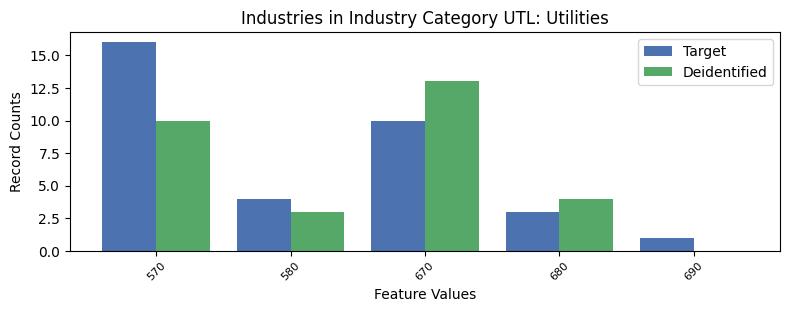 Industries in Industry Category UTL: Utilities
Target
Deidentified
Record Counts
15.0
12.5
10.0
7.5
5.0
2.5
0.0
570 580 670 680 690
Feature Values